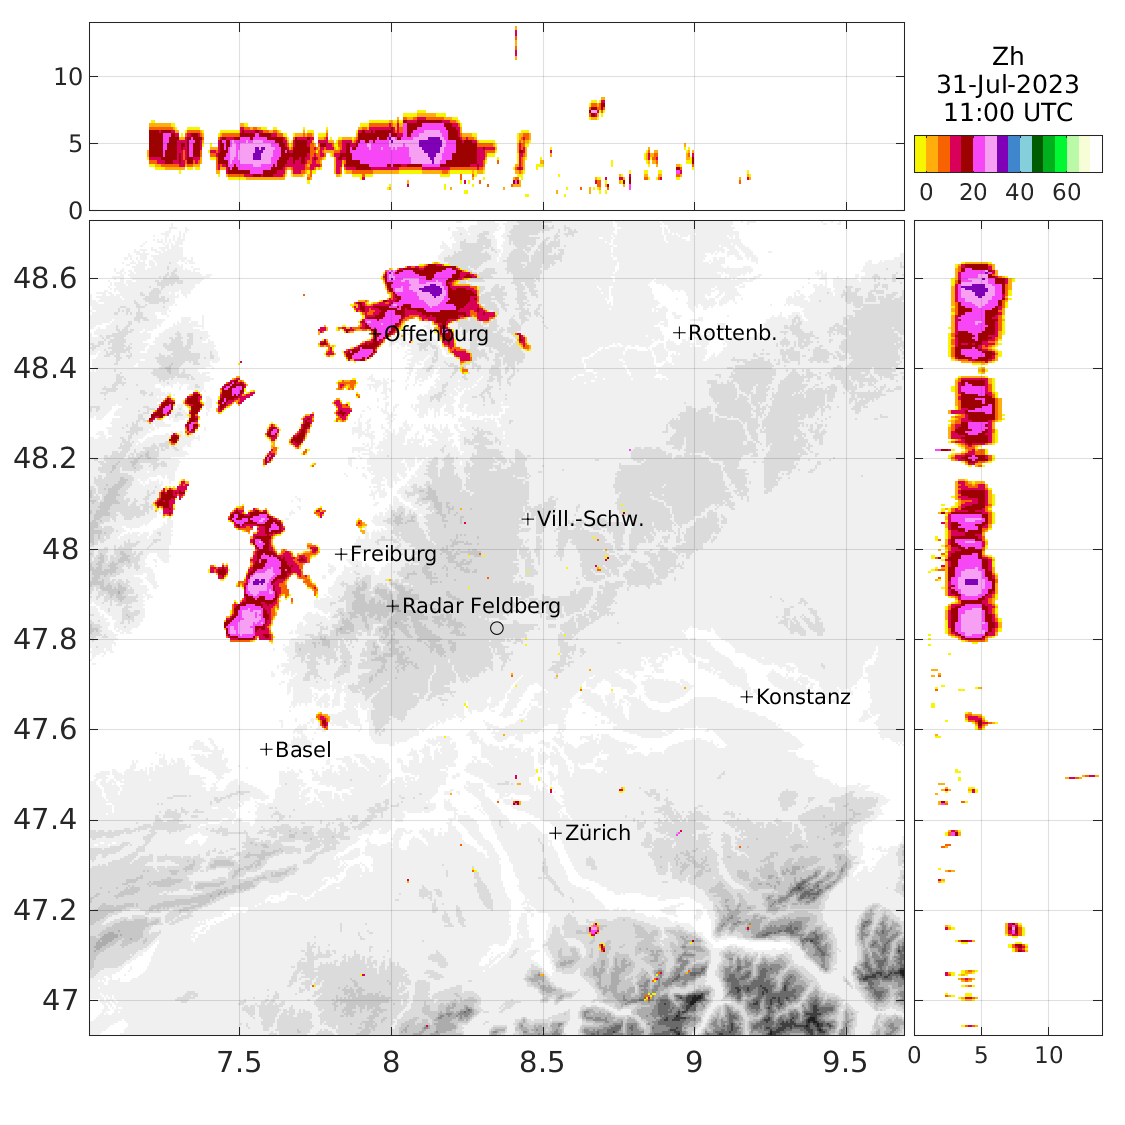 Zh
31-Jul-2023
11:00 UTC
0 20 40 60
10
5
0
48.6
48.4
48.2
48
47.8
47.6
47.4
47.2
47
+Offenburg
+Rottenb.
+Vill.-Schw.
+Freiburg
+Radar Feldberg
+Konstanz
+Basel
+Zürich
7.5 8 8.5 9 9.5
0 5 10